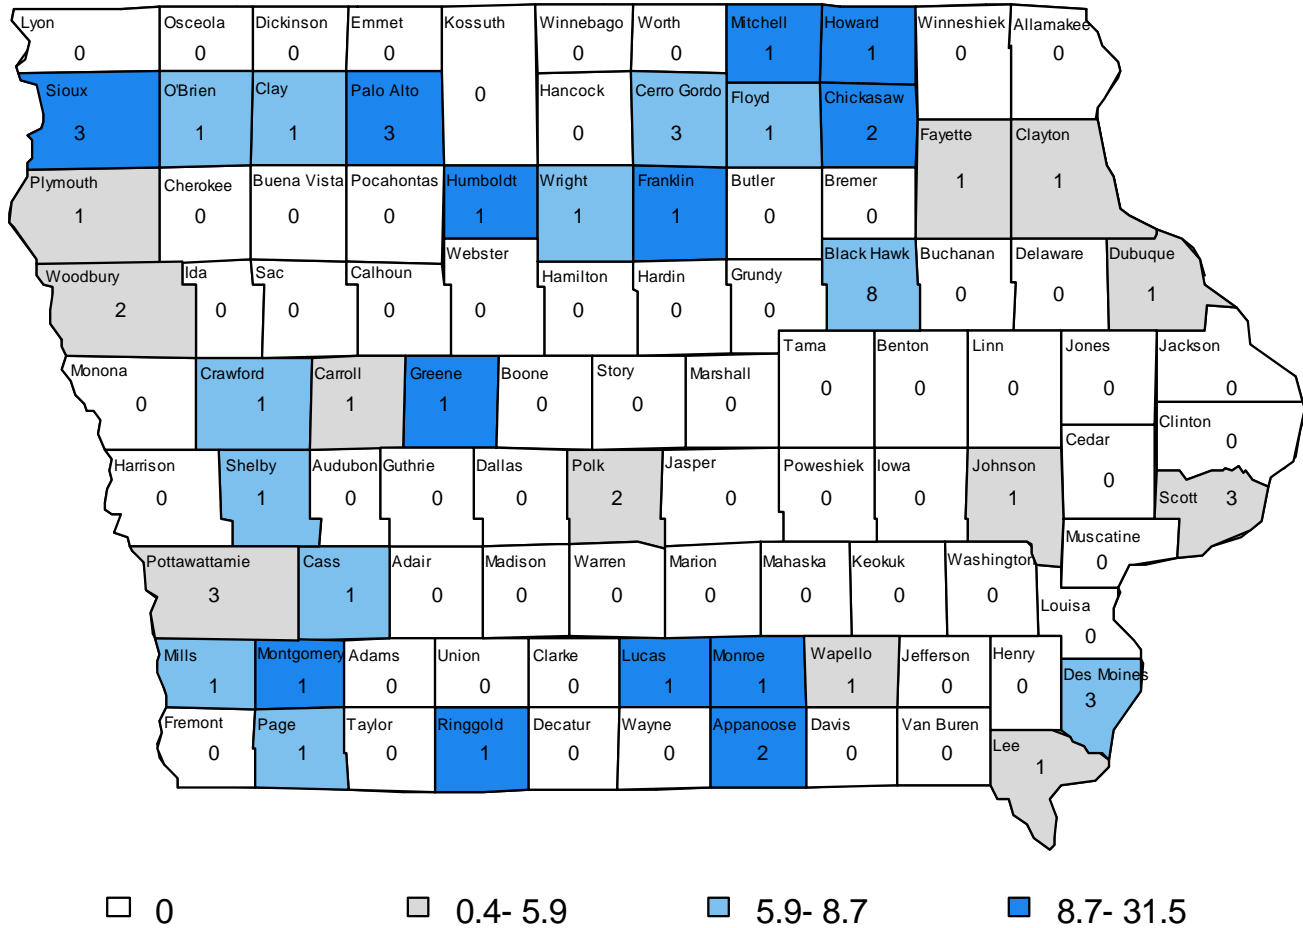 Lyon Osceola Dickinson Emmet Kossuth Winnebago Worth Mitchell Howard Winneshiek Allamakee
0 0 0 0 0 0 1 1 0 0
Sioux O'Brien Clay Palo Alto 0 Hancock Cerro Gordo Floyd Chickasaw
3 1 1 3 0 3 1 2 Fayette Clayton
Plymouth Cherokee Buena Vista Pocahontas Humboldt Wright Franklin Butler Bremer 1 1
1 0 0 0 1 1 1 0 0
Webster Black Hawk Buchanan Delaware Dubuque
Woodbury Ida Sac Calhoun Hamilton Hardin Grundy
2 0 0 0 0 0 0 0 8 0 0 1
Tama Benton Linn Jones Jackson
Monona Crawford Carroll Greene Boone Story Marshall 0 0 0 0 0
0 1 1 1 0 0 0
Clinton
Cedar 0
Harrison Shelby Audubon Guthrie Dallas Polk Jasper Poweshiek Iowa Johnson 0
0 1 0 0 0 2 0 0 0 1 Scott 3
Muscatine
Pottawattamie Cass Adair Madison Warren Marion Mahaska Keokuk Washington 0
3 1 0 0 0 0 0 0 0
Louisa
0
Mills Montgomery Adams Union Clarke Lucas Monroe Wapello Jefferson Henry
1 1 0 0 0 1 1 1 0 0 Des Moines
3
Fremont Page Taylor Ringgold Decatur Wayne Appanoose Davis Van Buren
0 1 0 1 0 0 2 0 0 Lee
1
0 0.4- 5.9 5.9- 8.7 8.7- 31.5